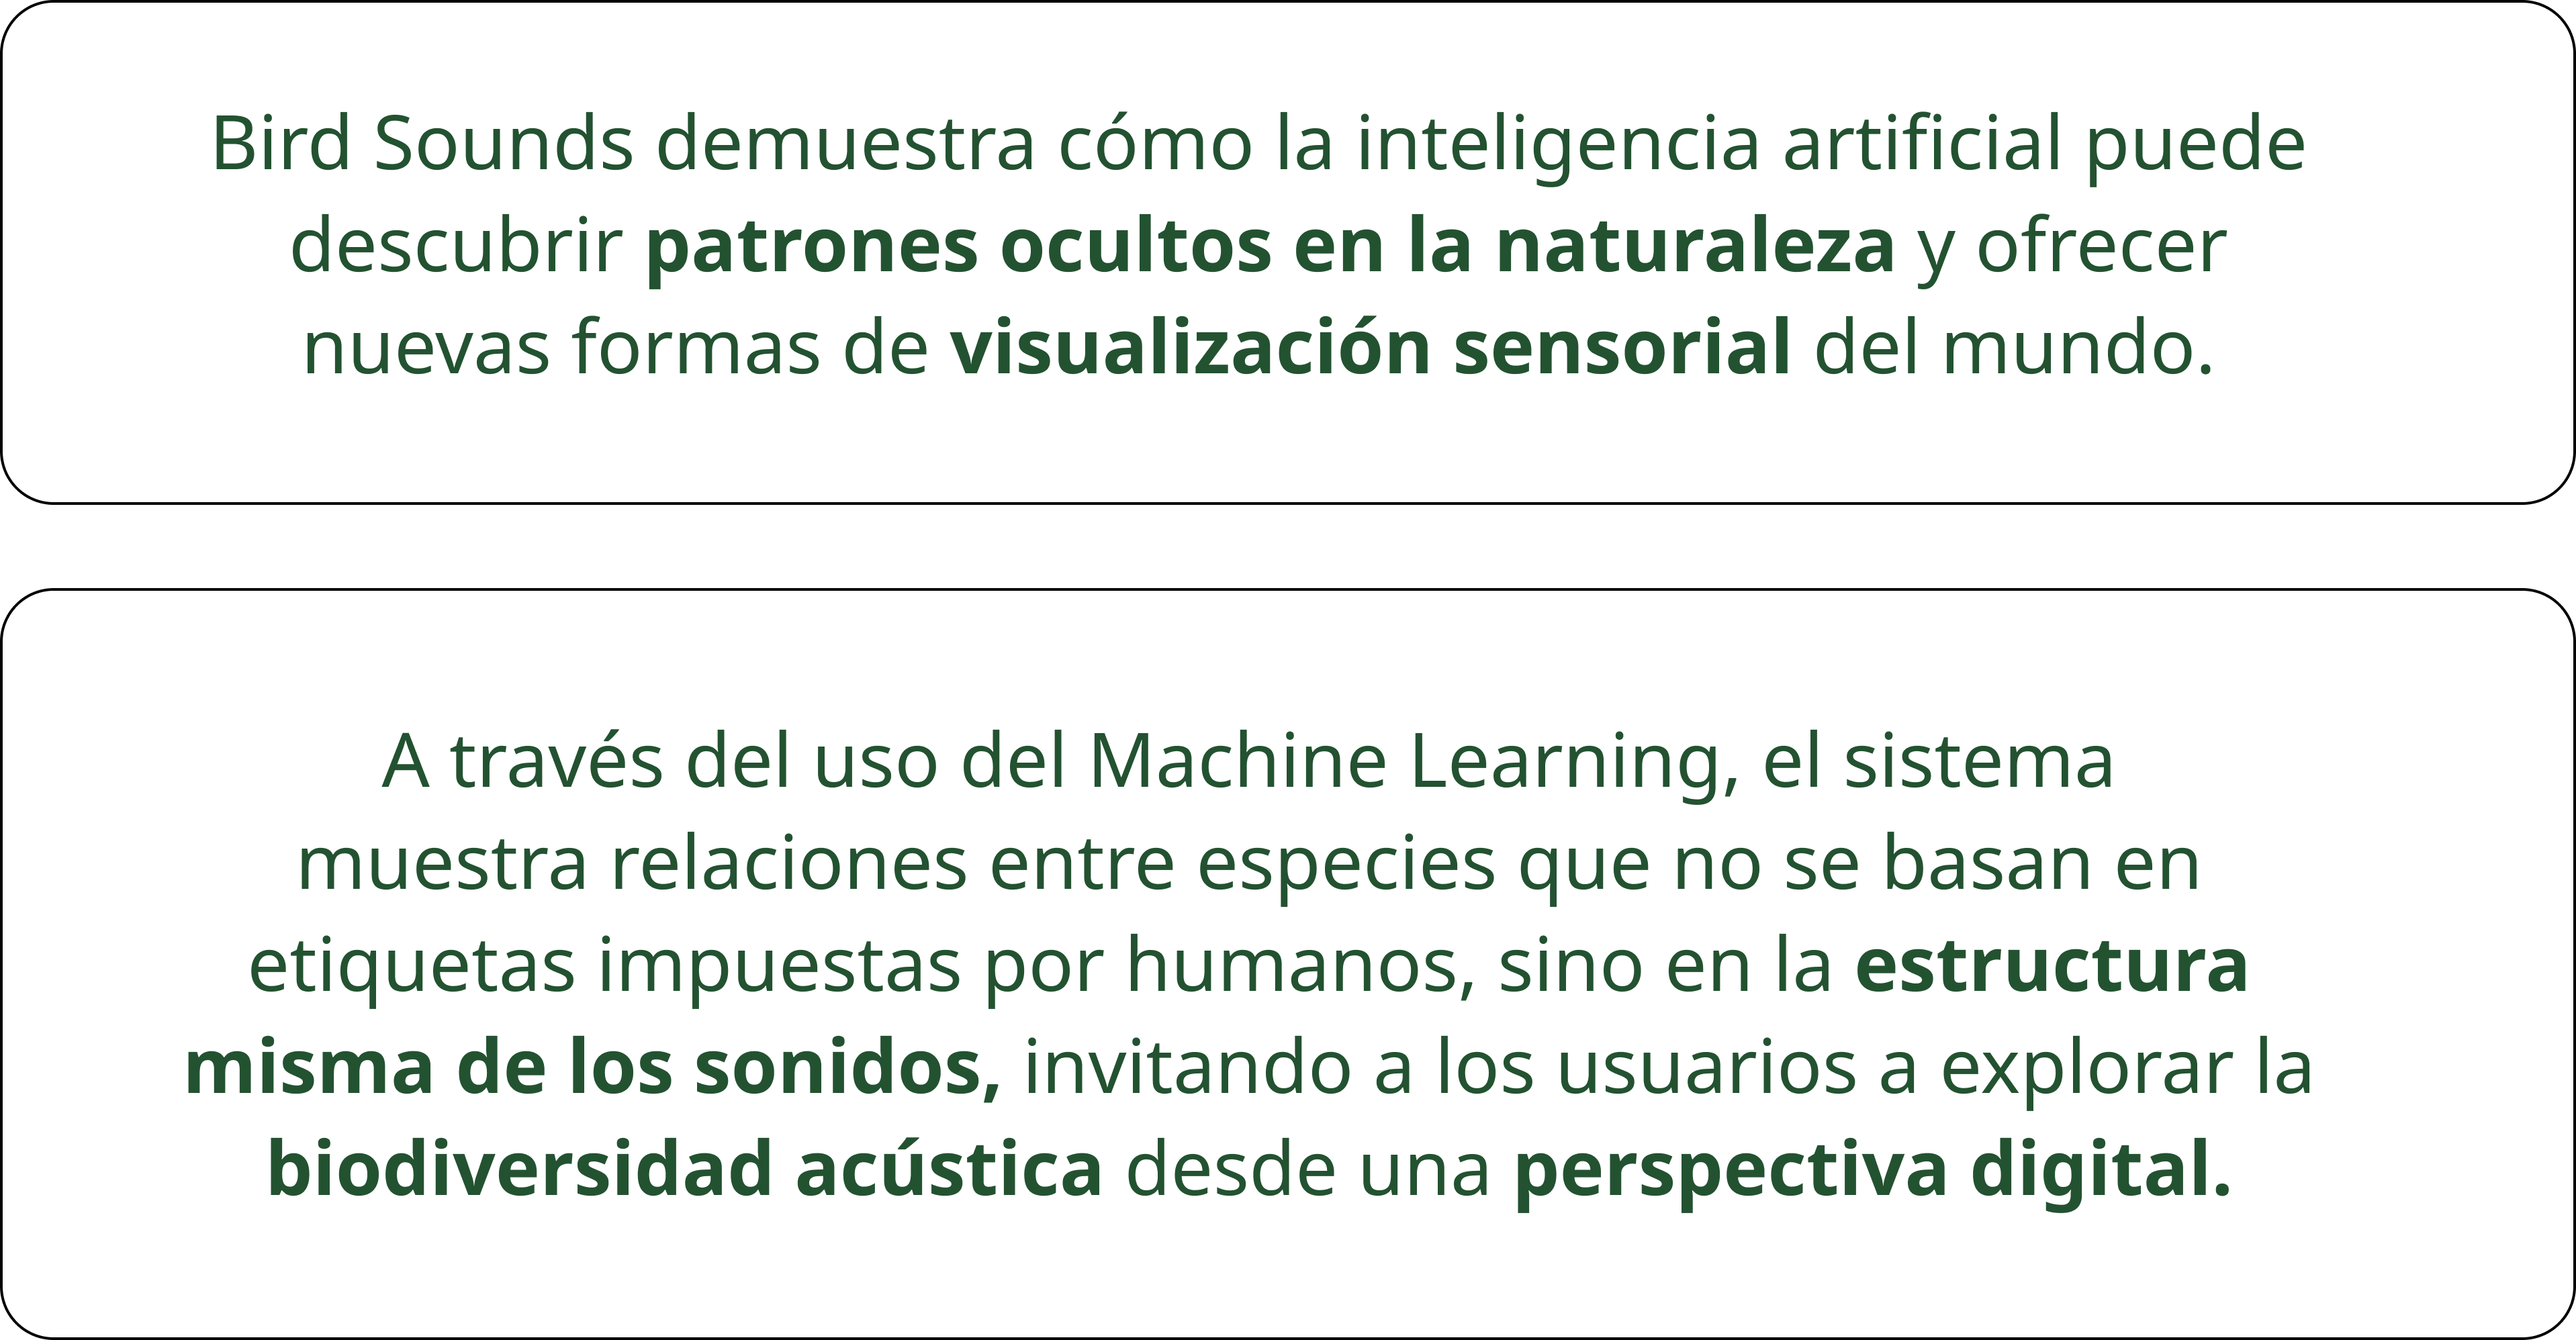 Bird Sounds demuestra cómo la inteligencia artificial puede
descubrir patrones ocultos en la naturaleza y ofrecer
nuevas formas de visualización sensorial del mundo.
A través del uso del Machine Learning, el sistema
muestra relaciones entre especies que no se basan en
etiquetas impuestas por humanos, sino en la estructura
misma de los sonidos, invitando a los usuarios a explorar la
biodiversidad acústica desde una perspectiva digital.